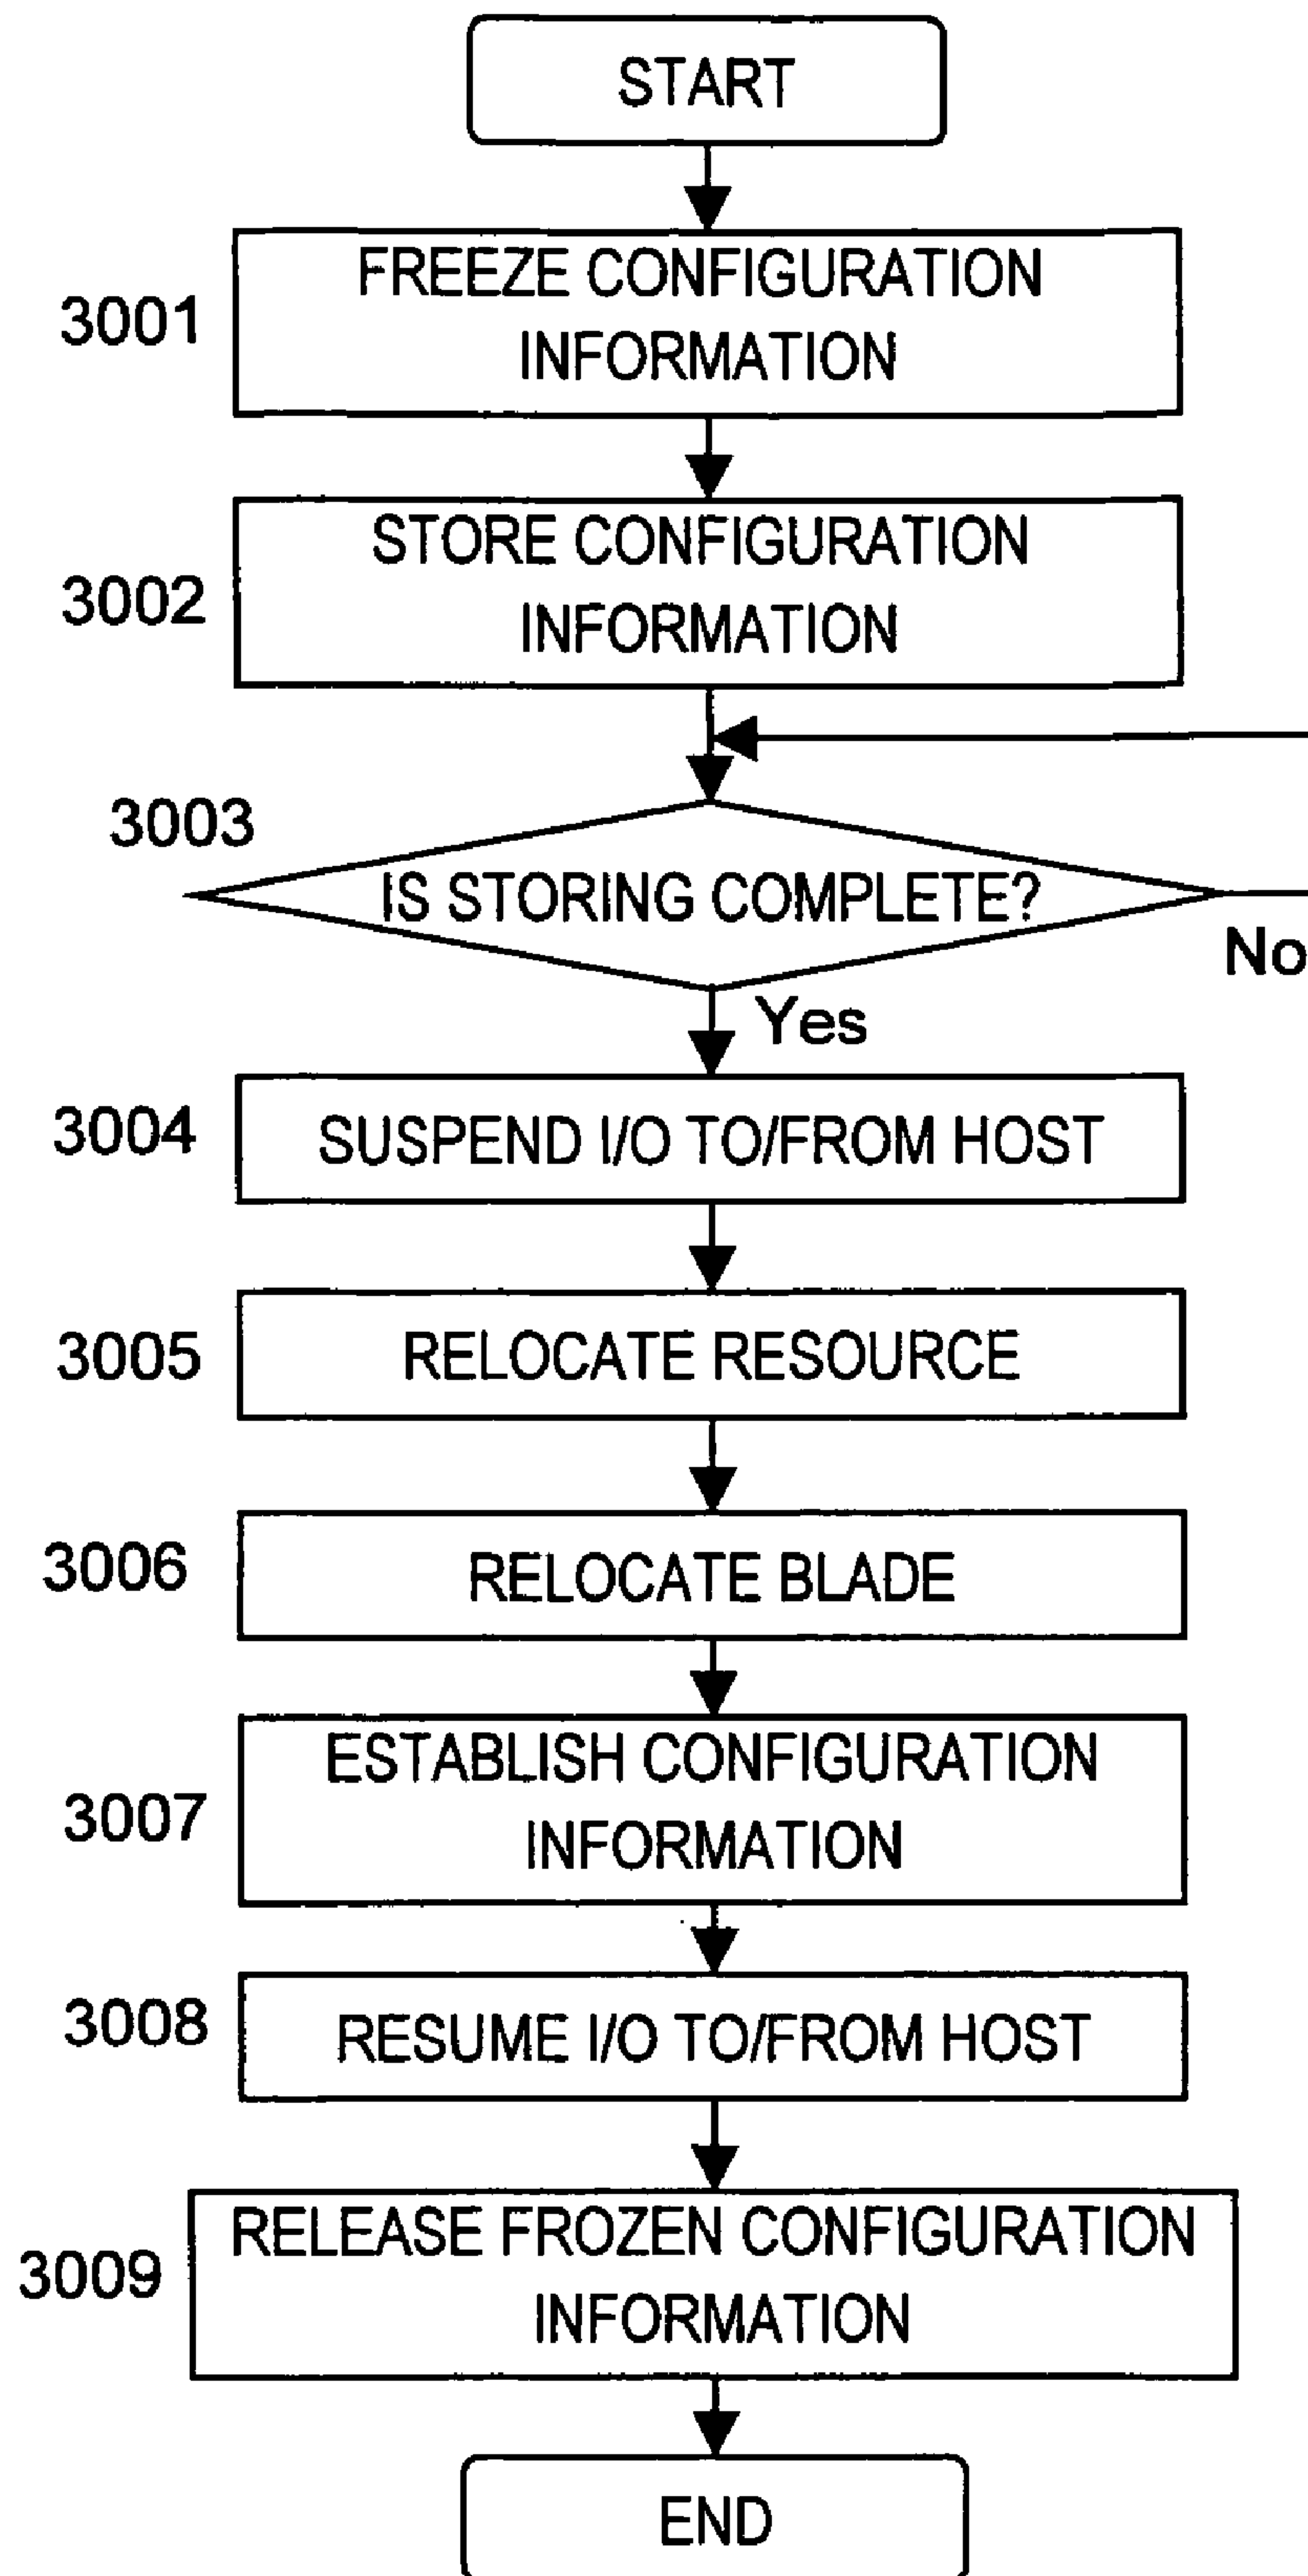 START
3001
FREEZE CONFIGURATION
INFORMATION
3002
STORE CONFIGURATION
INFORMATION
3003
IS STORING COMPLETE?
No
Yes
3004
SUSPEND I/O TO/FROM HOST
3005
RELOCATE RESOURCE
3006
RELOCATE BLADE
3007
ESTABLISH CONFIGURATION
INFORMATION
3008
RESUME I/O TO/FROM HOST
3009
RELEASE FROZEN CONFIGURATION
INFORMATION
END